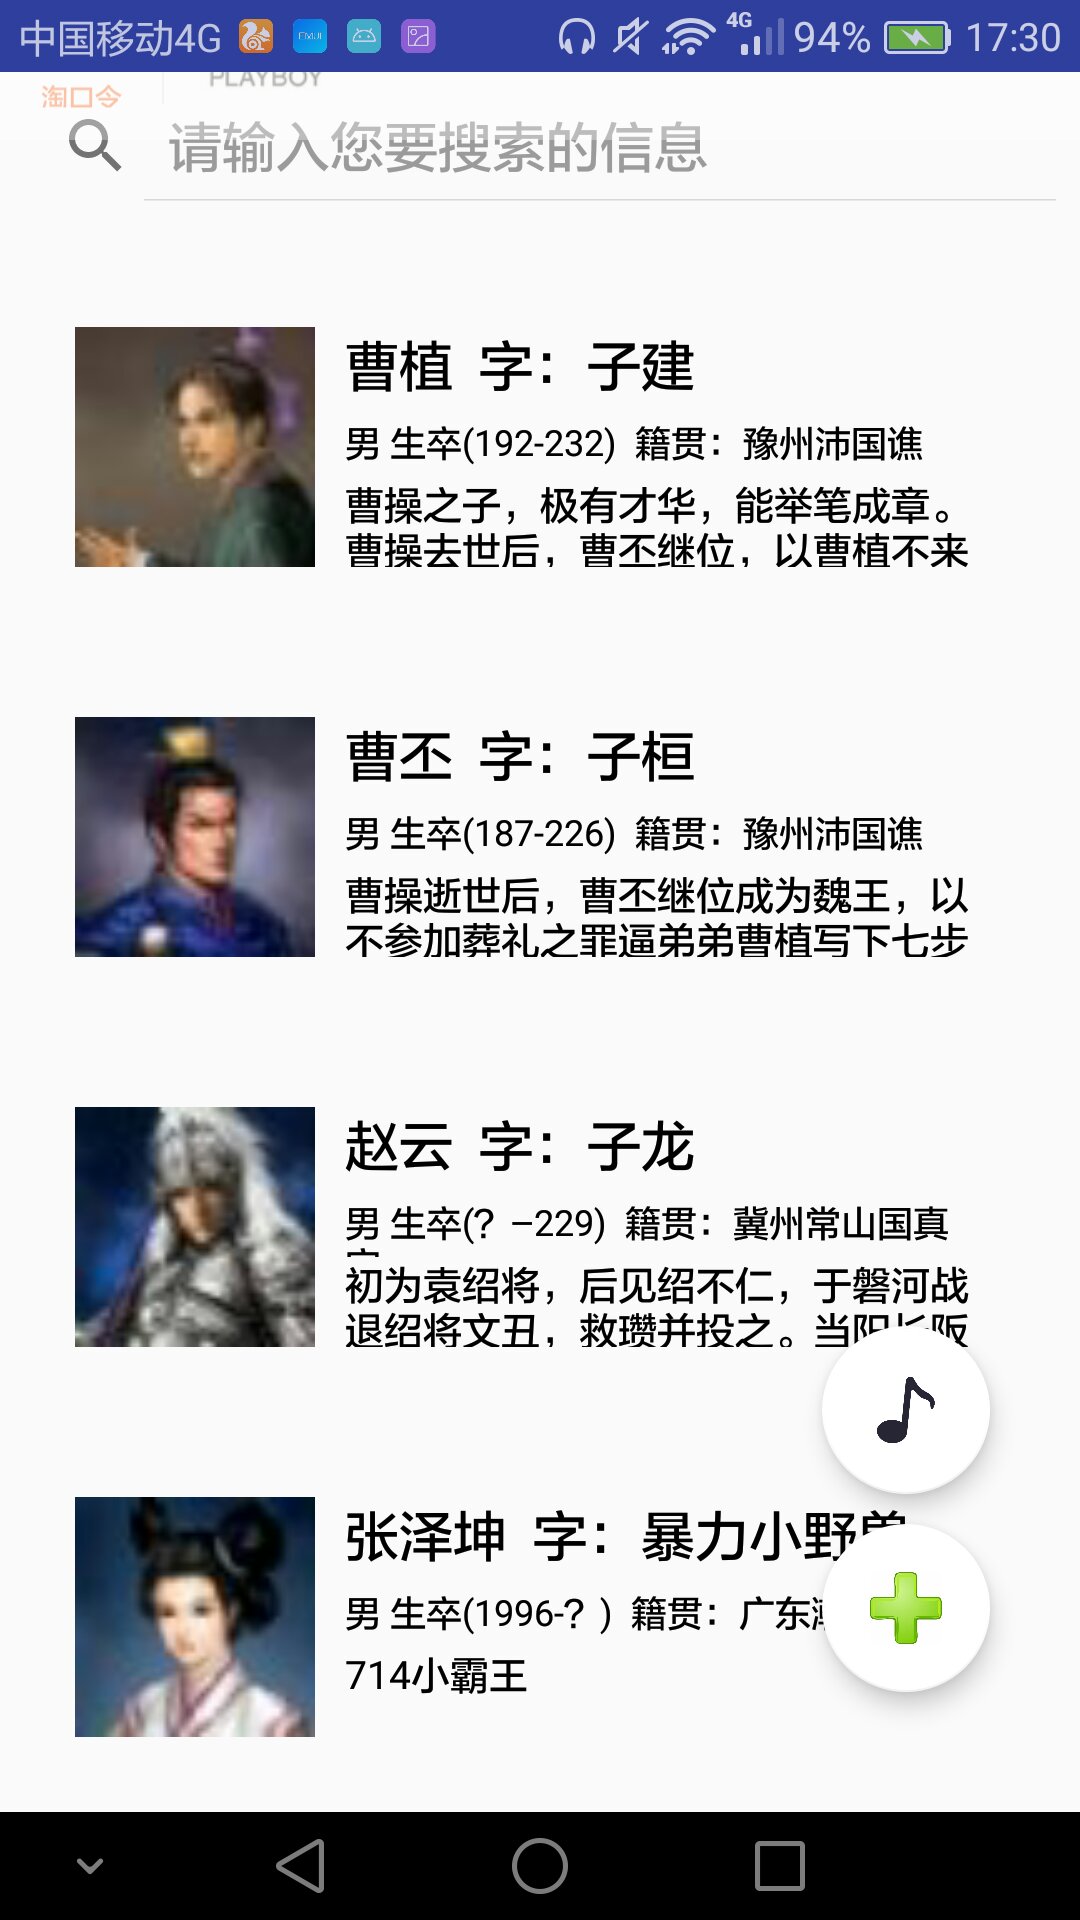 中国移动4G EMUI 4G 94% 17:30
PLAYBOY
淘口令
请输入您要搜索的信息
曹植 字：子建
男 生卒(192-232) 籍贯：豫州沛国谯
曹操之子，极有才华，能举笔成章。
曹操去世后，曹丕继位，以曹植不来
曹丕 字：子桓
男 生卒(187-226) 籍贯：豫州沛国谯
曹操逝世后，曹丕继位成为魏王，以
不参加葬礼之罪逼弟弟曹植写下七步
赵云 字：子龙
男 生卒(？–229) 籍贯：冀州常山国真
初为袁绍将，后见绍不仁，于磐河战
退绍将文丑，救瓒并投之。当阳长阪
张泽坤 字：暴力小野兽
男 生卒(1996-？) 籍贯：广东
714小霸王